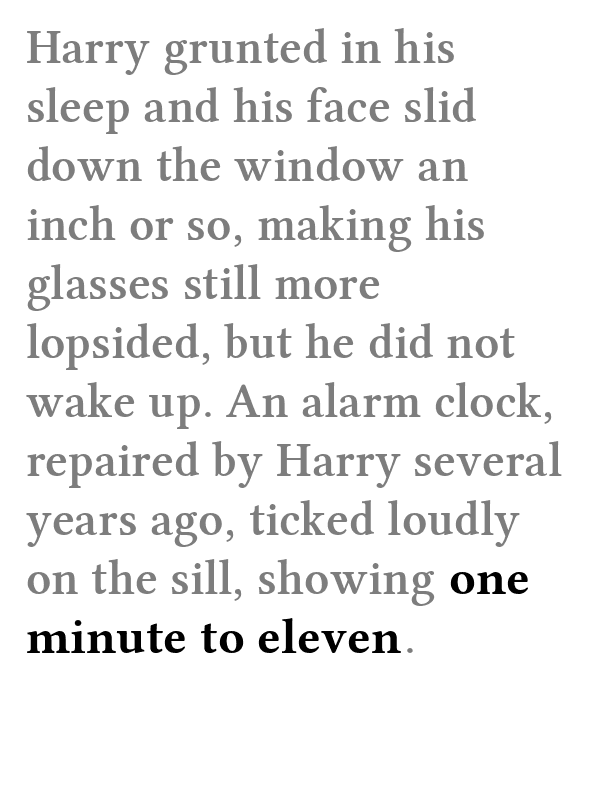 Harry grunted in his
sleep and his face slid
down the window an
inch or so, making his
glasses still more
lopsided, but he did not
wake up. An alarm clock,
repaired by Harry several
years ago, ticked loudly
on the sill, showing one
minute to eleven.